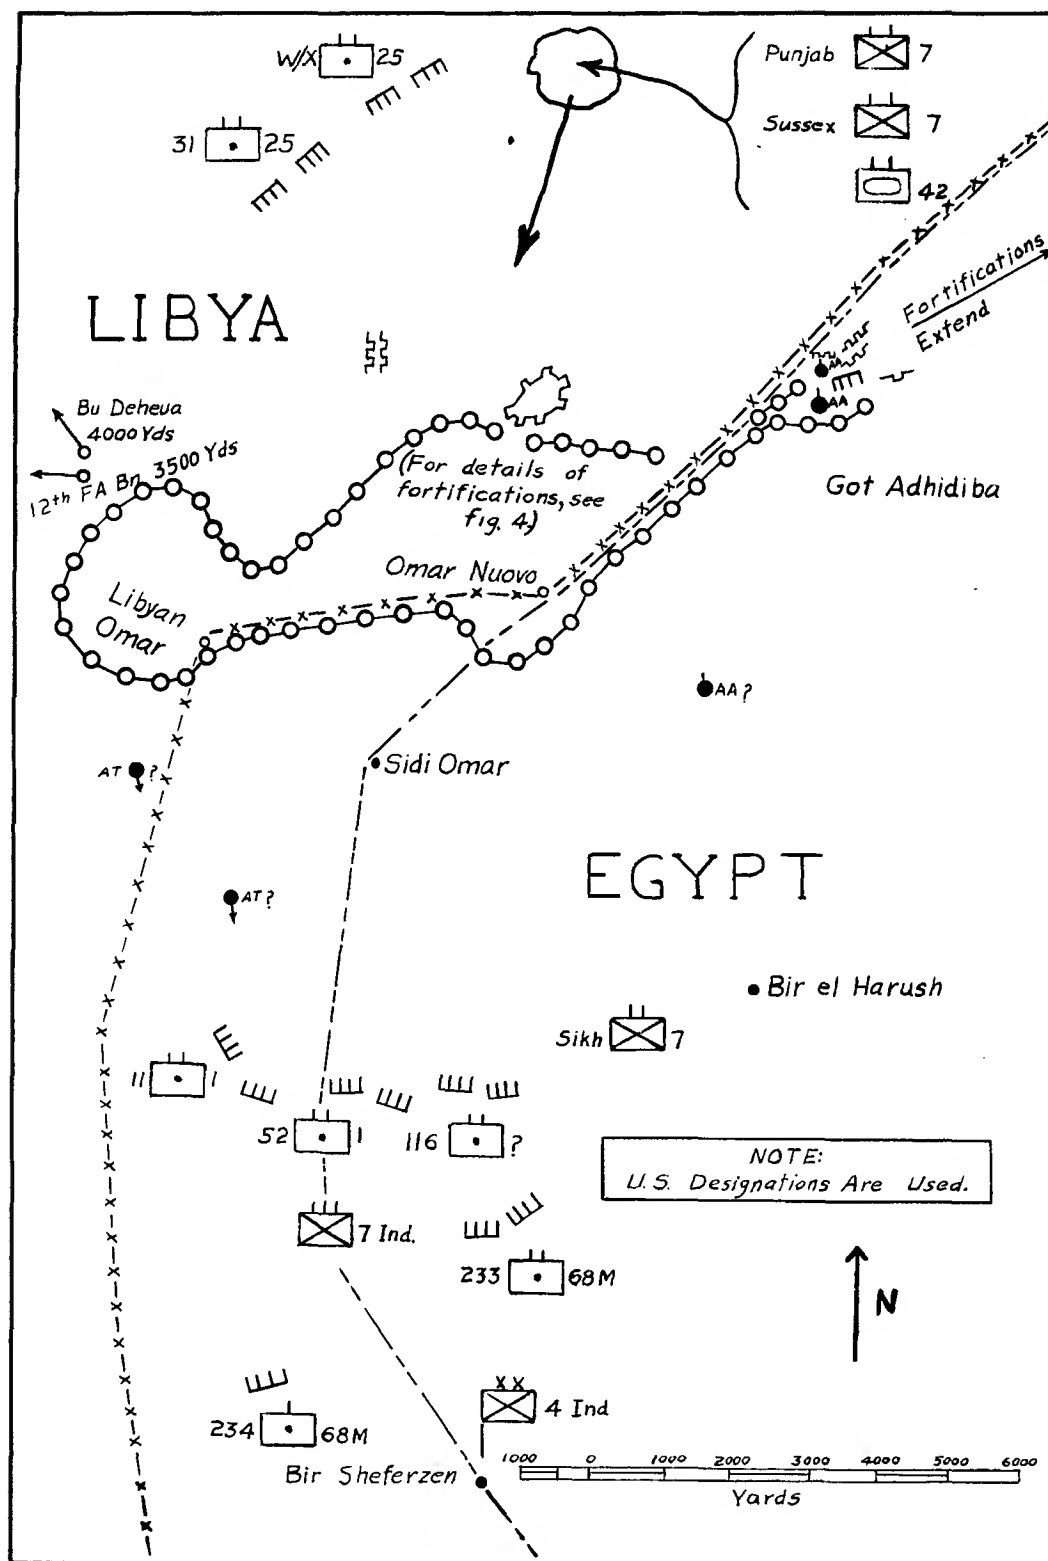 W/X 25
Punjab 7
31 25
Sussex 7
42
Fortifications
Extend
LIBYA
AA
AA
Bu Deheua
4000 Yds
12th FA Bn 3500 Yds
(For details of
fortifications, see
fig. 4.)
Got Adhidiba
Omar Nuovo
Libyan
Omar
AA ?
AT ?
Sidi Omar
EGYPT
AT ?
Bir el Harush
Sikh 7
11 1
52 1
116 ?
NOTE:
U.S. Designations Are Used.
7 Ind.
233 68M
N
4 Ind
234 68M
Bir Sheferzen
1000 0 1000 2000 3000 4000 5000 6000
Yards